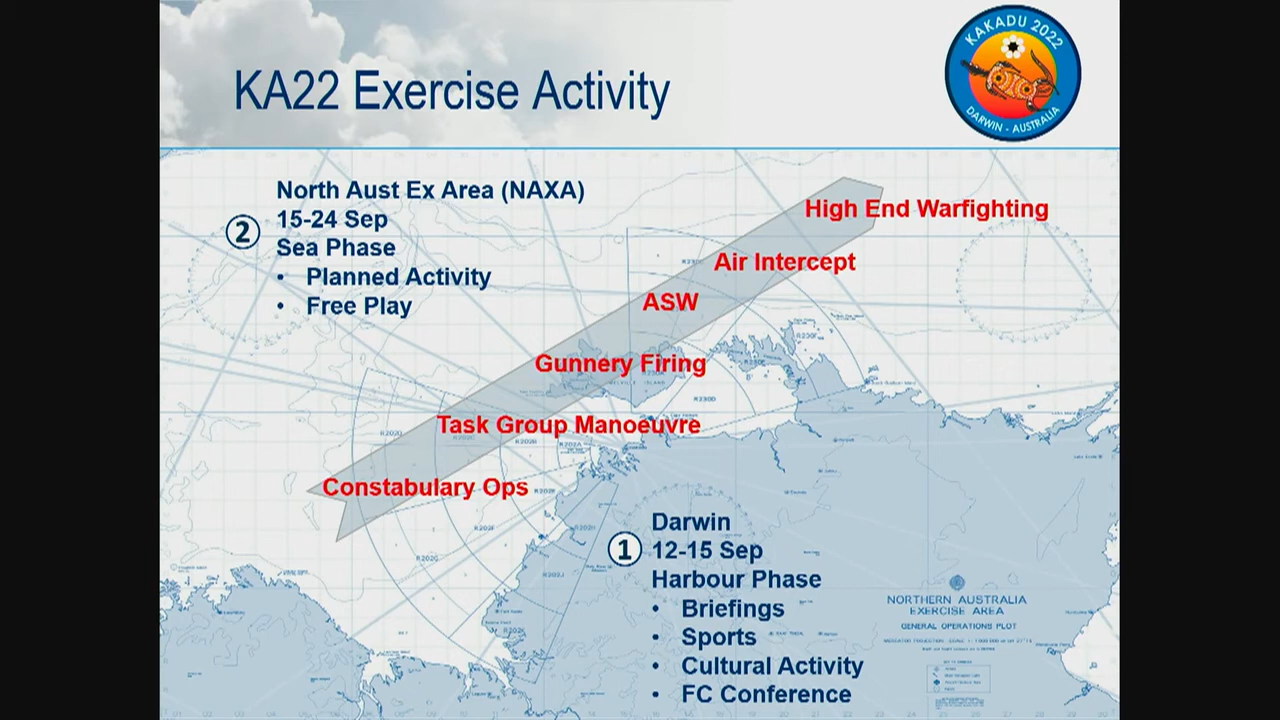 KA22 Exercise Activity
KAKADU 2022
DARWIN - AUSTRALIA
2
North Aust Ex Area (NAXA)
15-24 Sep
Sea Phase
• Planned Activity
• Free Play
High End Warfighting
Air Intercept
ASW
Gunnery Firing
Task Group Manoeuvre
Constabulary Ops
1
Darwin
12-15 Sep
Harbour Phase
• Briefings
• Sports
• Cultural Activity
• FC Conference
NORTHERN AUSTRALIA
EXERCISE AREA
GENERAL OPERATIONS PLOT